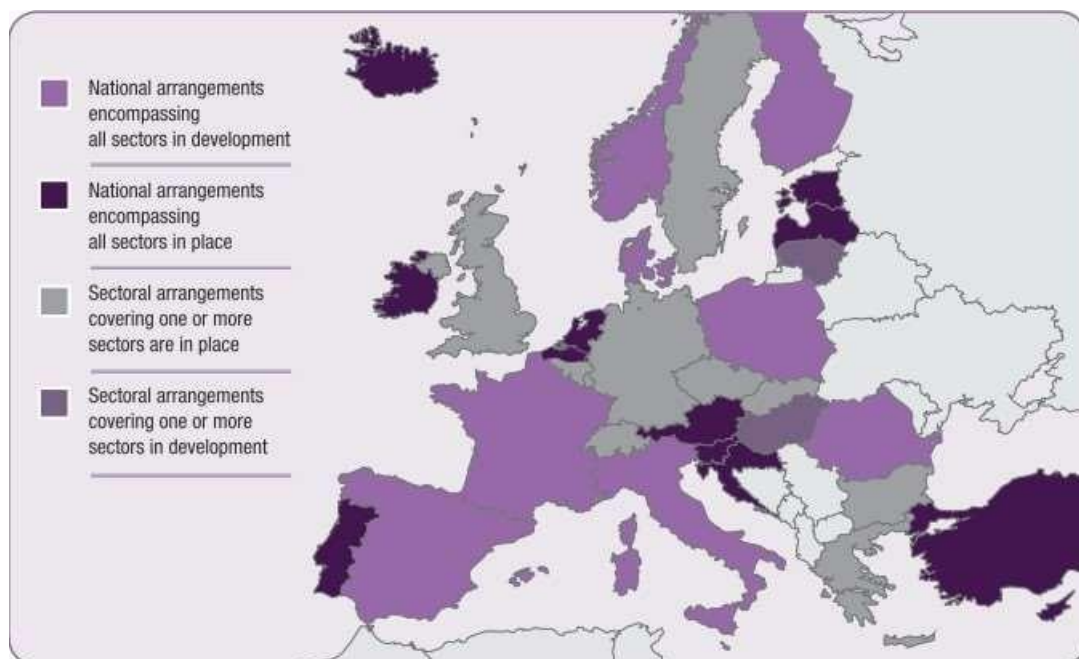 National arrangements
encompassing
all sectors in development
National arrangements
encompassing
all sectors in place
Sectoral arrangements
covering one or more
sectors are in place
Sectoral arrangements
covering one or more
sectors in development